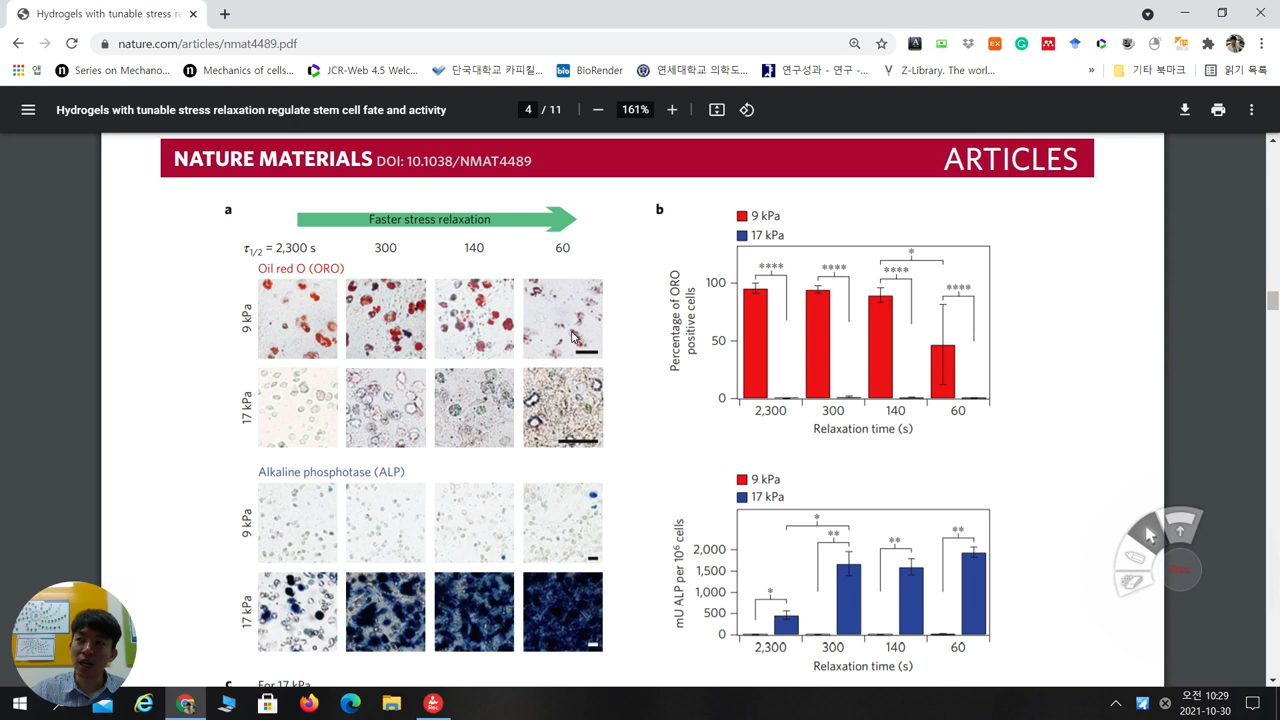 Hydrogels with tunable stress r
nature.com/articles/nmat4489.pdf
앱
Series on Mechano...
Mechanics of cells...
JCR-Web 4.5 Welc...
단국대학교 카피킬...
bio
BioRender
연세대학교 의학도...
연구성과 - 연구 -...
Z-Library. The worl...
»
기타 북마크
읽기 목록
Hydrogels with tunable stress relaxation regulate stem cell fate and activity
4 / 11
161%
NATURE MATERIALS DOI: 10.1038/NMAT4489
ARTICLES
a
Faster stress relaxation
τ1/2 = 2,300 s 300 140 60
Oil red O (ORO)
9 kPa
17 kPa
Alkaline phosphotase (ALP)
9 kPa
17 kPa
b
9 kPa
17 kPa
Percentage of ORO
positive cells
100
50
0
****
****
****
*
****
2,300 300 140 60
Relaxation time (s)
9 kPa
17 kPa
mU ALP per 10⁶ cells
2,000
1,500
1,000
500
0
*
*
**
**
**
2,300 300 140 60
Relaxation time (s)
c For 17 kPa
Rec
오전 10:29
2021-10-30